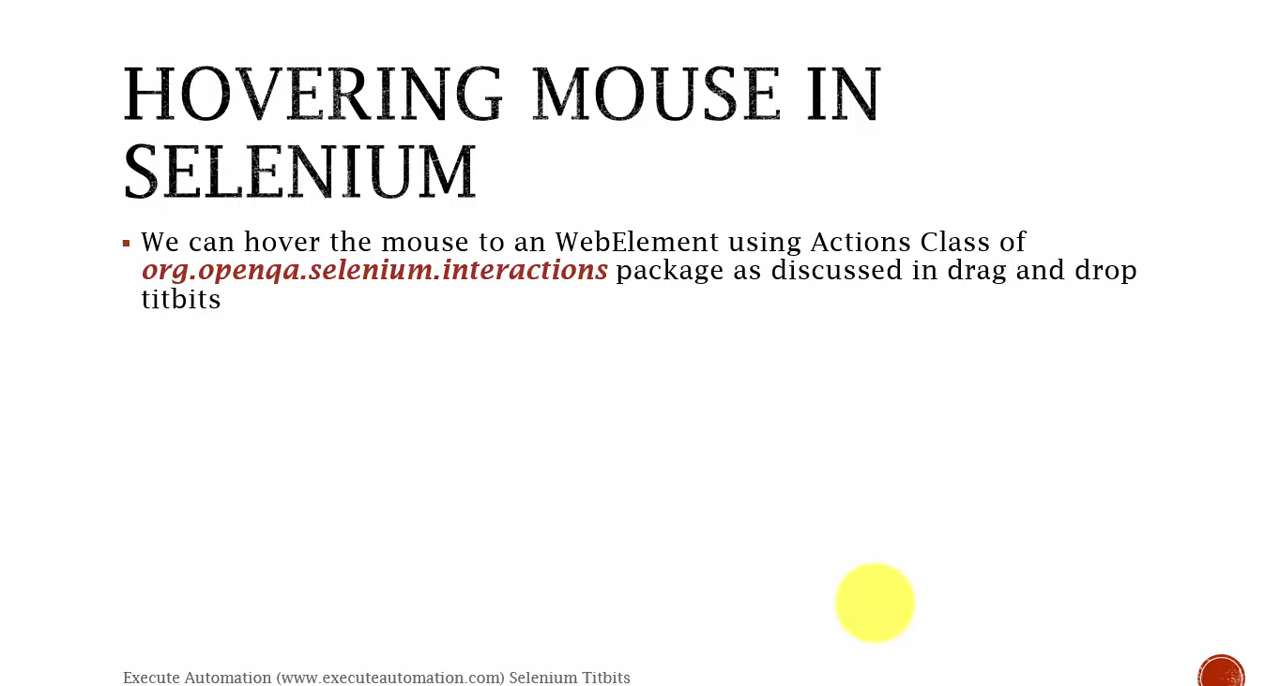 HOVERING MOUSE IN
SELENIUM
▪ We can hover the mouse to an WebElement using Actions Class of
org.openqa.selenium.interactions package as discussed in drag and drop
titbits
Execute Automation (www.executeautomation.com) Selenium Titbits